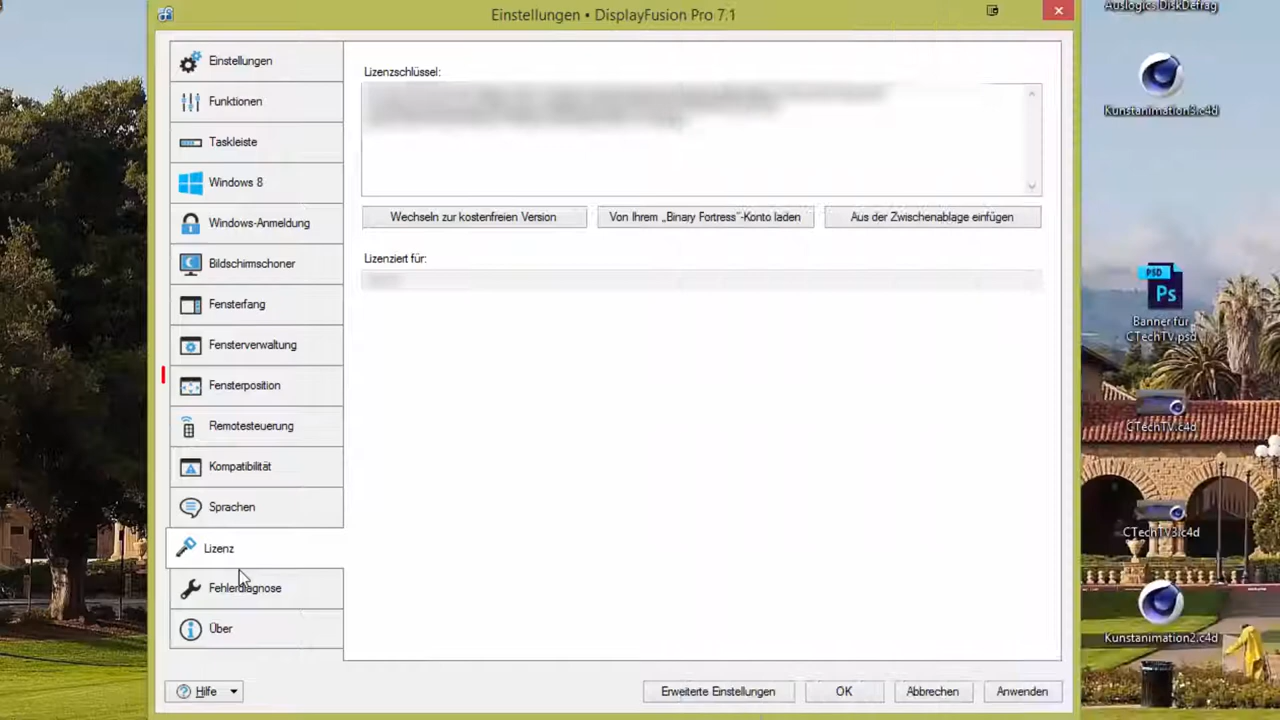 Einstellungen • DisplayFusion Pro 7.1
Auslogics DiskDefrag
Einstellungen
Funktionen
Taskleiste
Windows 8
Windows-Anmeldung
Bildschimschoner
Fensterfang
Fensterverwaltung
Fensterposition
Remotesteuerung
Kompatibilität
Sprachen
Lizenz
Fehlerdiagnose
Über
Lizenzschlüssel:
Wechseln zur kostenfreien Version
Von Ihrem „Binary Fortress"-Konto laden
Aus der Zwischenablage einfügen
Lizenziert für:
Hilfe
Erweiterte Einstellungen
OK
Abbrechen
Anwenden
Kunstanimation3.c4d
PSD
Ps
Banner für
CTechTV.psd
CTechTV.c4d
CTechTV3.c4d
Kunstanimation2.c4d